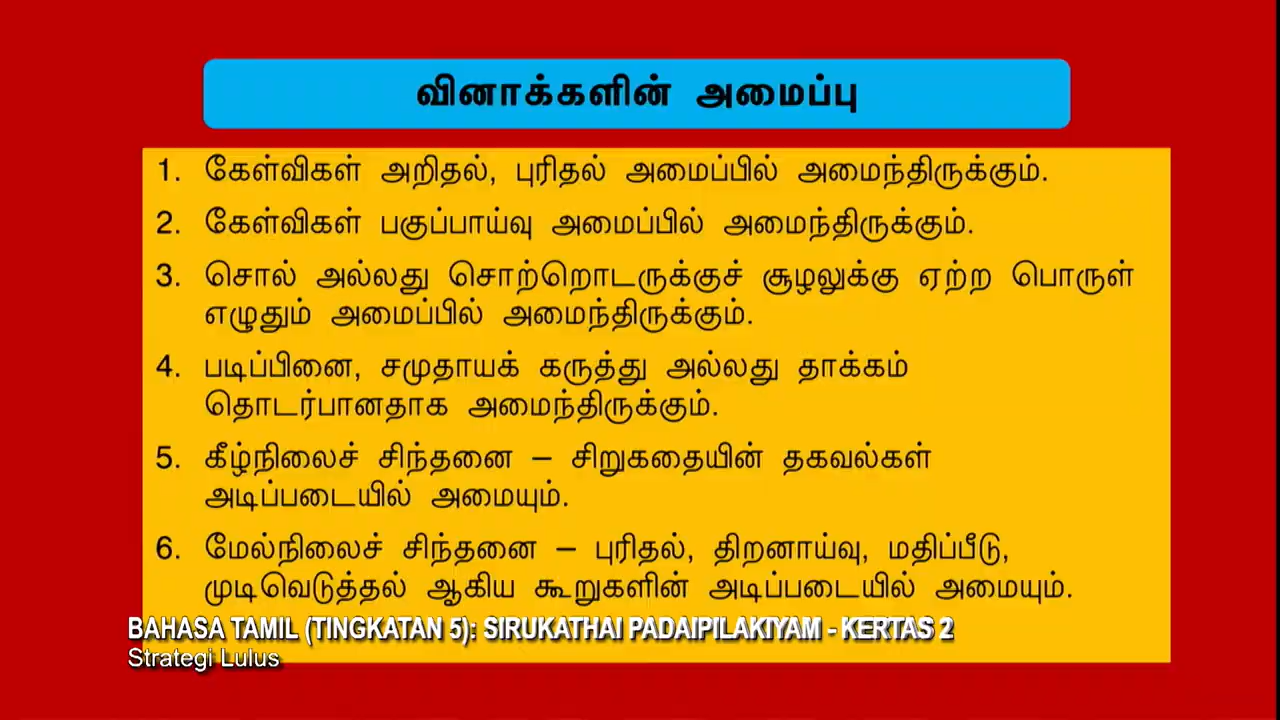 வினாக்களின் அமைப்பு
1. கேள்விகள் அறிதல், புரிதல் அமைப்பில் அமைந்திருக்கும்.
2. கேள்விகள் பகுப்பாய்வு அமைப்பில் அமைந்திருக்கும்.
3. சொல் அல்லது சொற்றொடருக்குச் சூழலுக்கு ஏற்ற பொருள்
எழுதும் அமைப்பில் அமைந்திருக்கும்.
4. படிப்பினை, சமுதாயக் கருத்து அல்லது தாக்கம்
தொடர்பானதாக அமைந்திருக்கும்.
5. கீழ்நிலைச் சிந்தனை – சிறுகதையின் தகவல்கள்
அடிப்படையில் அமையும்.
6. மேல்நிலைச் சிந்தனை – புரிதல், திறனாய்வு, மதிப்பீடு,
முடிவெடுத்தல் ஆகிய கூறுகளின் அடிப்படையில் அமையும்.
BAHASA TAMIL (TINGKATAN 5): SIRUKATHAI PADAIPILAKIYAM - KERTAS 2
Strategi Lulus